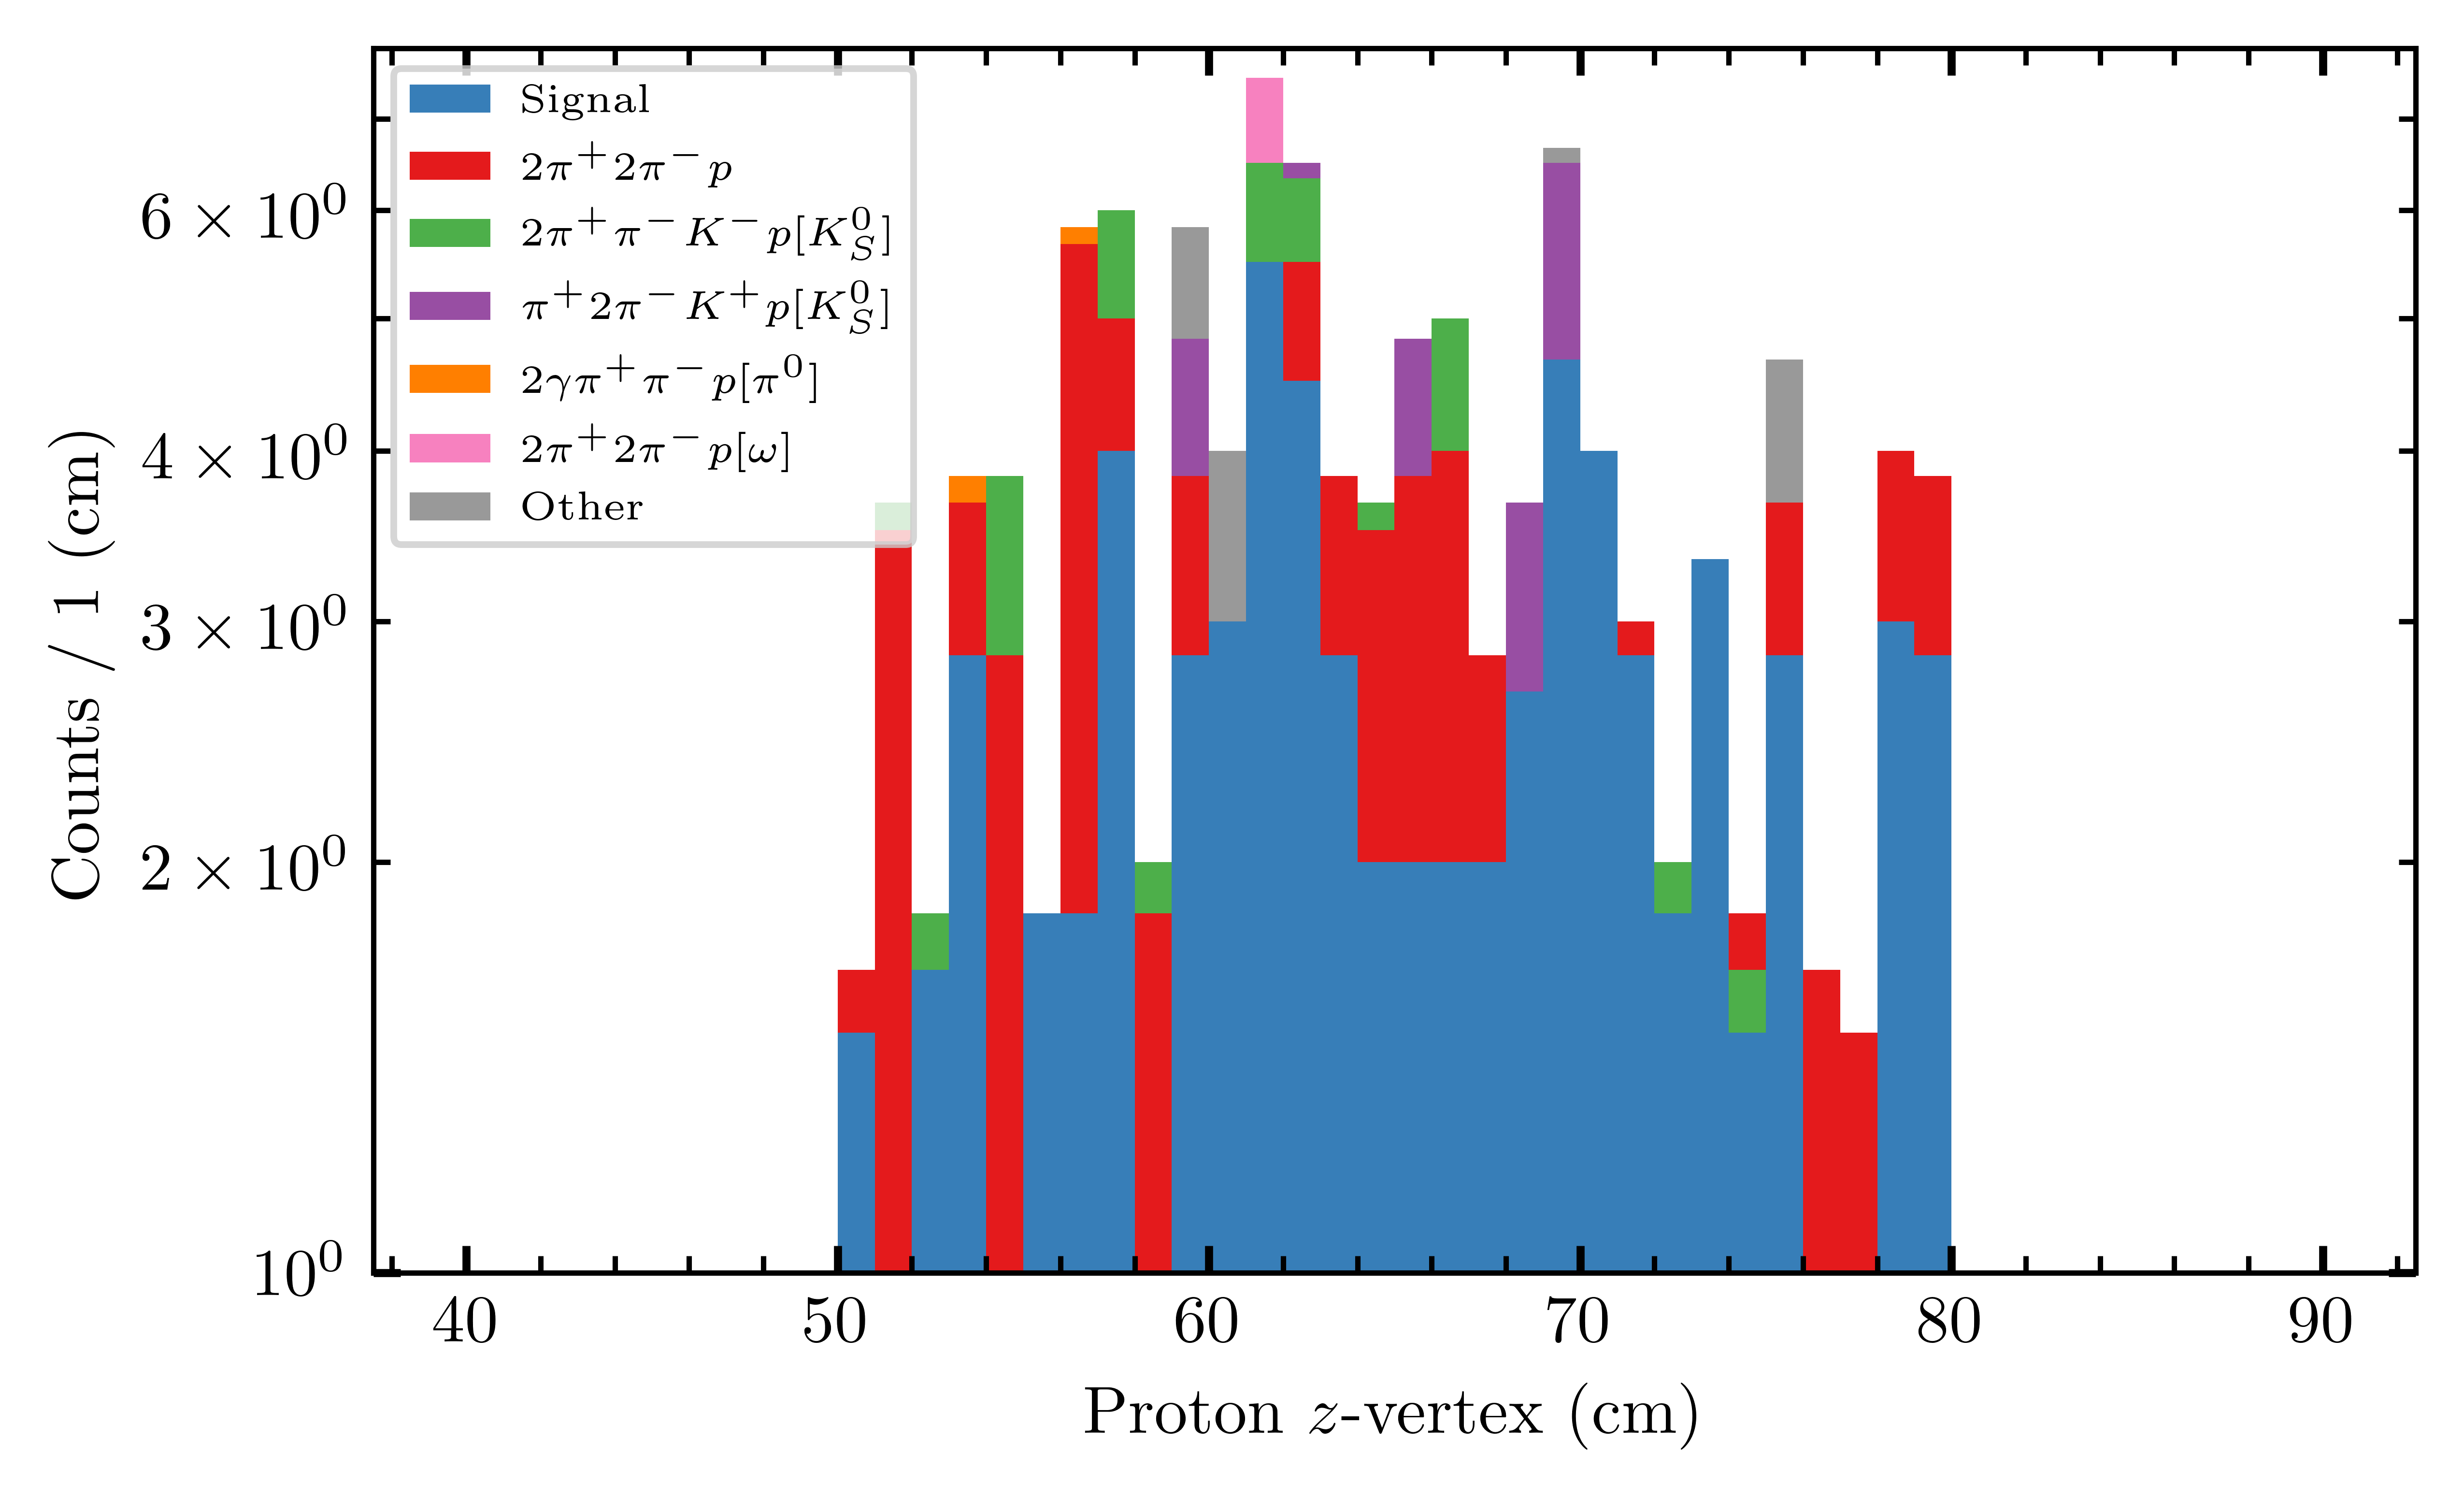 Signal
2π⁺2π⁻p
2π⁺π⁻K⁻p[K⁰_S]
π⁺2π⁻K⁺p[K⁰_S]
2γπ⁺π⁻p[π⁰]
2π⁺2π⁻p[ω]
Other
6 × 10⁰
4 × 10⁰
3 × 10⁰
2 × 10⁰
10⁰
Counts / 1 (cm)
40 50 60 70 80 90
Proton z-vertex (cm)